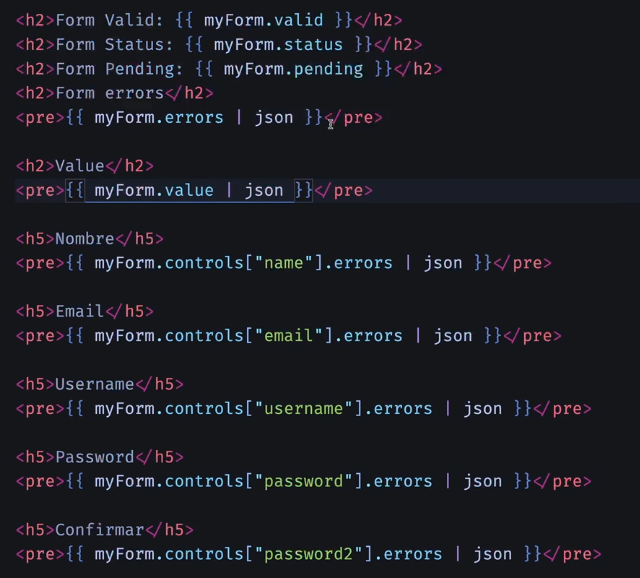 <h2>Form Valid: {{ myForm.valid }}</h2>
<h2>Form Status: {{ myForm.status }}</h2>
<h2>Form Pending: {{ myForm.pending }}</h2>
<h2>Form errors</h2>
<pre>{{ myForm.errors | json }}</pre>
<h2>Value</h2>
<pre>{{ myForm.value | json }}</pre>
<h5>Nombre</h5>
<pre>{{ myForm.controls["name"].errors | json }}</pre>
<h5>Email</h5>
<pre>{{ myForm.controls["email"].errors | json }}</pre>
<h5>Username</h5>
<pre>{{ myForm.controls["username"].errors | json }}</pre>
<h5>Password</h5>
<pre>{{ myForm.controls["password"].errors | json }}</pre>
<h5>Confirmar</h5>
<pre>{{ myForm.controls["password2"].errors | json }}</pre>